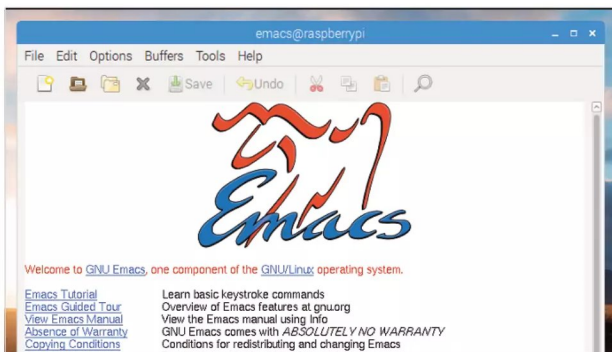 emacs@raspberrypi
File Edit Options Buffers Tools Help
Save Undo
Emacs
Welcome to GNU Emacs, one component of the GNU/Linux operating system.
Emacs Tutorial Learn basic keystroke commands
Emacs Guided Tour Overview of Emacs features at gnu.org
View Emacs Manual View the Emacs manual using Info
Absence of Warranty GNU Emacs comes with ABSOLUTELY NO WARRANTY
Copying Conditions Conditions for redistributing and changing Emacs